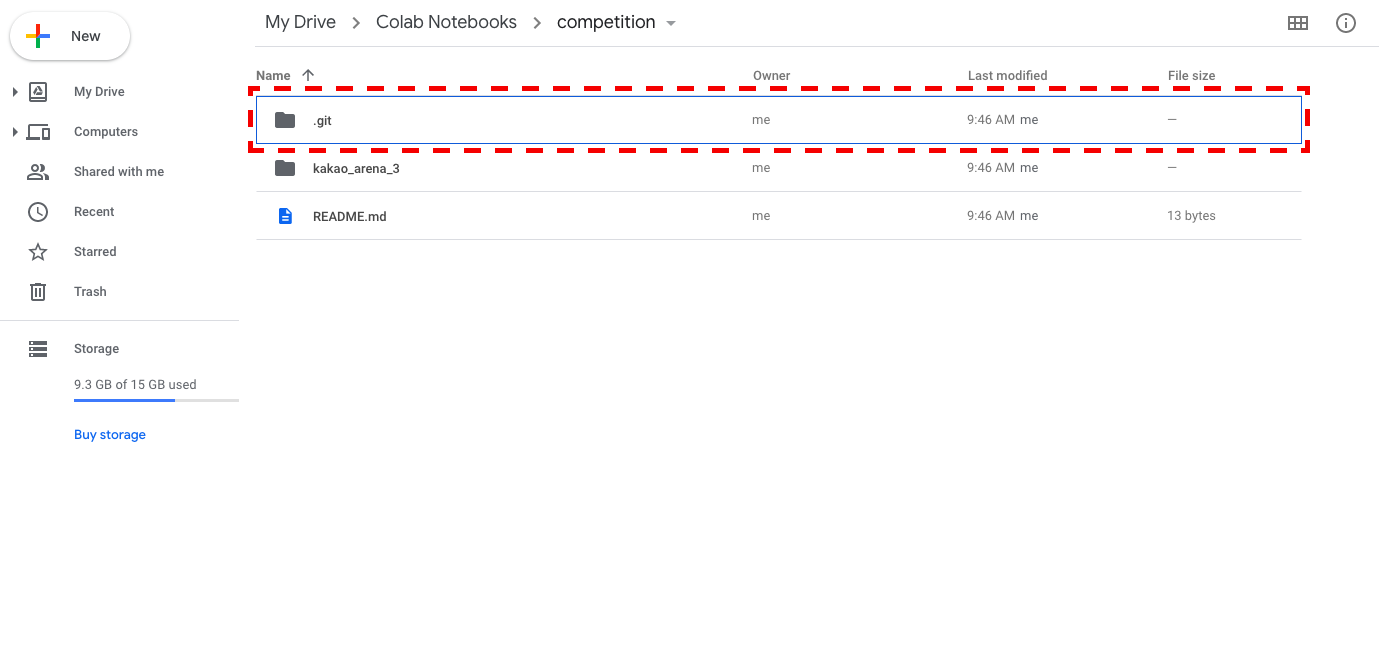 New
My Drive
Computers
Shared with me
Recent
Starred
Trash
Storage
9.3 GB of 15 GB used
Buy storage
My Drive > Colab Notebooks > competition
Name Owner Last modified File size
.git me 9:46 AM me —
kakao_arena_3 me 9:46 AM me —
README.md me 9:46 AM me 13 bytes